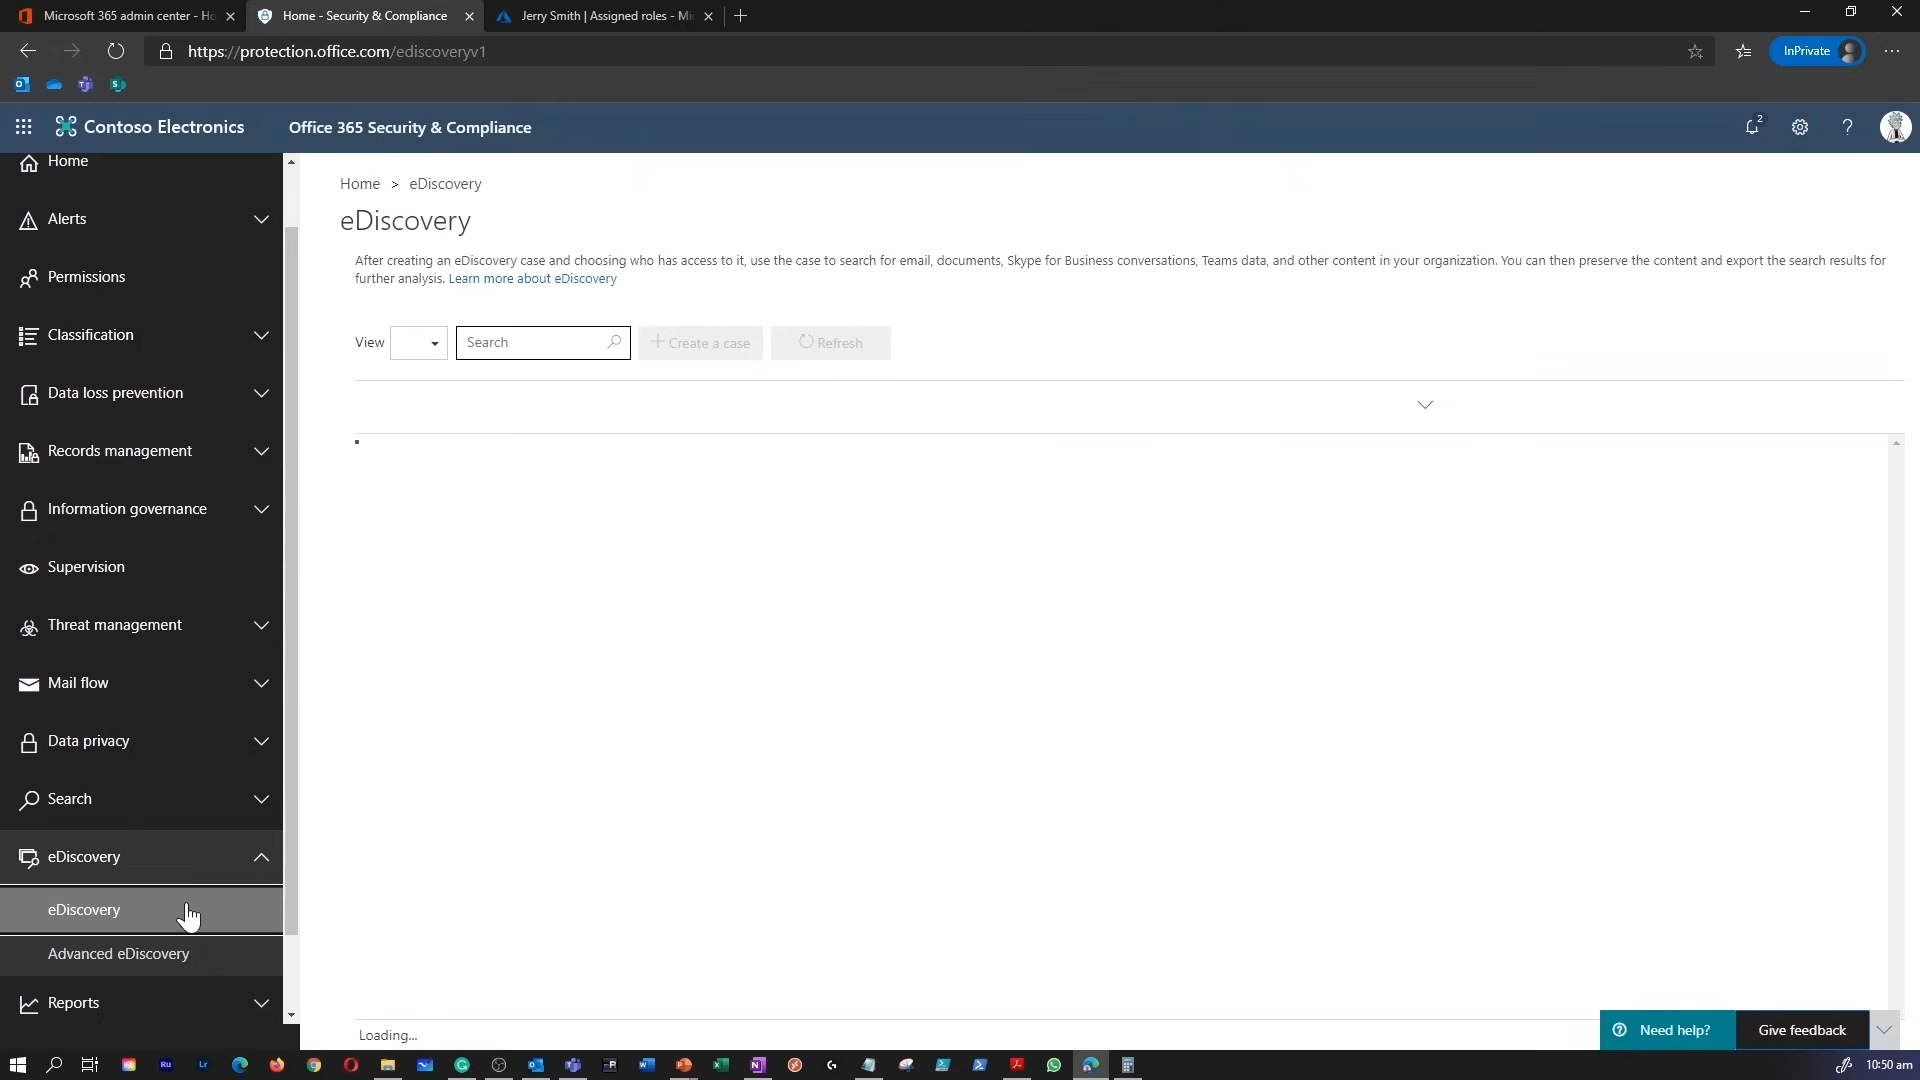 Microsoft 365 admin center - Ho
Home - Security & Compliance
Jerry Smith | Assigned roles - Mi
https://protection.office.com/ediscoveryv1
InPrivate
Contoso Electronics
Office 365 Security & Compliance
2
Home
Alerts
Permissions
Classification
Data loss prevention
Records management
Information governance
Supervision
Threat management
Mail flow
Data privacy
Search
eDiscovery
eDiscovery
Advanced eDiscovery
Reports
Home > eDiscovery
eDiscovery
After creating an eDiscovery case and choosing who has access to it, use the case to search for email, documents, Skype for Business conversations, Teams data, and other content in your organization. You can then preserve the content and export the search results for
further analysis. Learn more about eDiscovery
View
Search
Create a case
Refresh
Loading...
Need help?
Give feedback
10:50 am